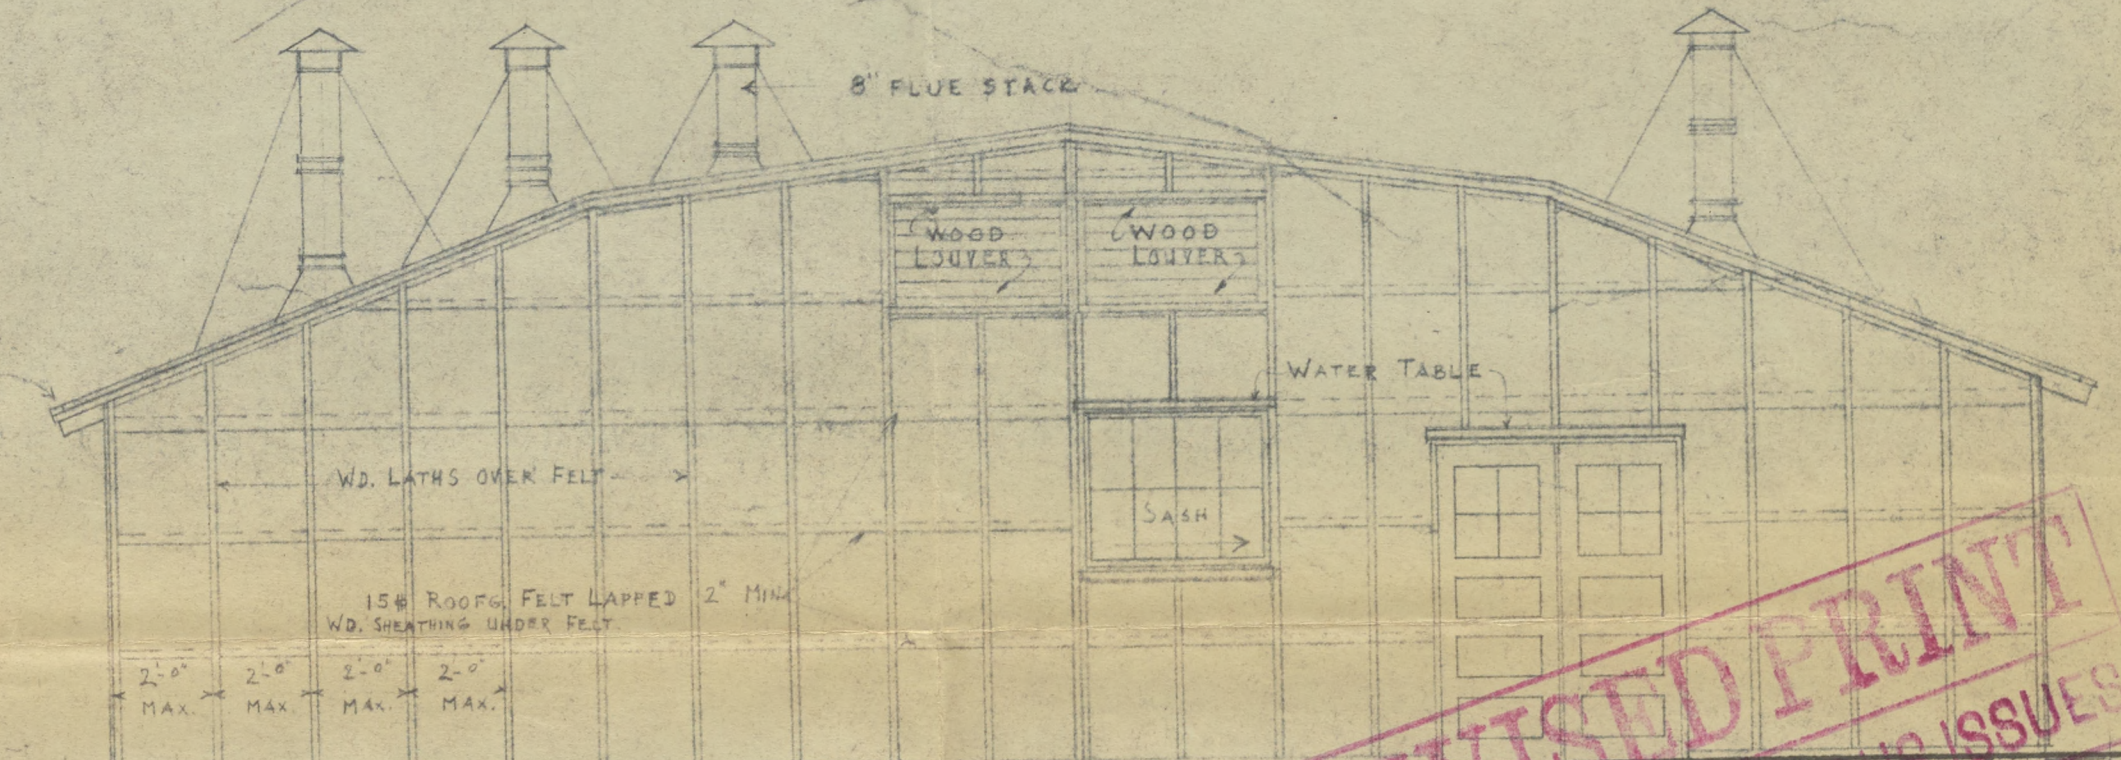 8" FLUE STACK
WOOD
LOUVER
WOOD
LOUVER
WATER TABLE
WD. LATHS OVER FELT
SASH
15# ROOFG. FELT LAPPED 2" MIN.
WD. SHEATHING UNDER FELT.
2'-0" 2'-0" 2'-0" 2'-0"
MAX. MAX. MAX. MAX.
PRINT
ISSUES